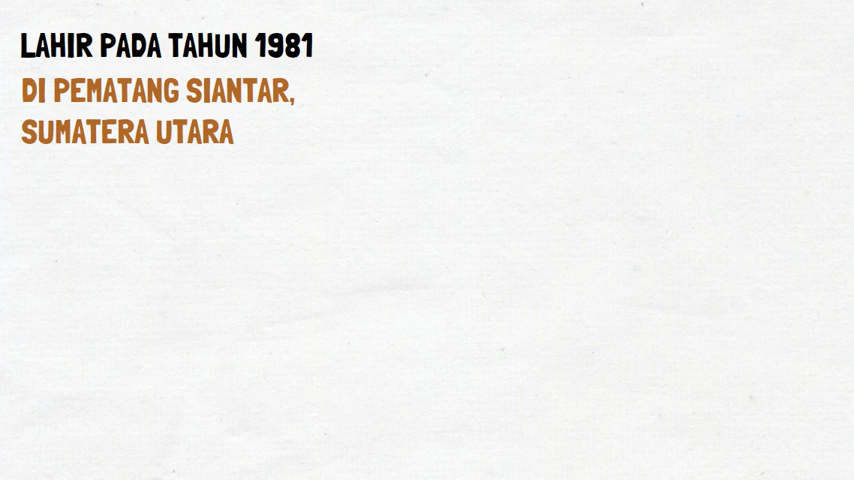 LAHIR PADA TAHUN 1981
DI PEMATANG SIANTAR,
SUMATERA UTARA